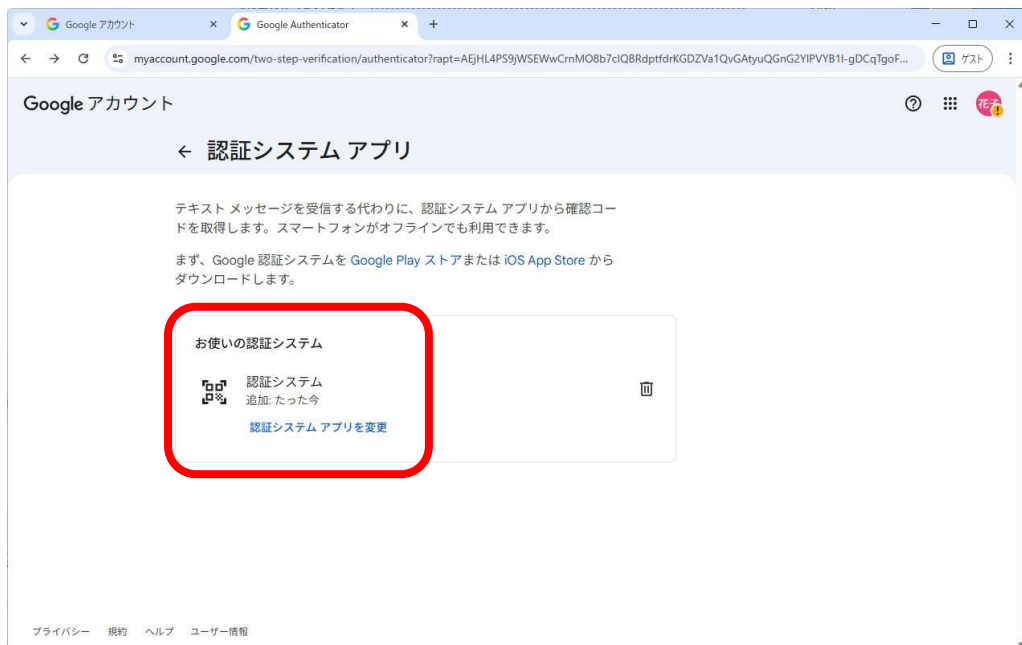 Google アカウント
Google Authenticator
myaccount.google.com/two-step-verification/authenticator?rapt=AEjHL4PS9jWSEWwCrnMO8b7clQBRdptfdrKGDZVa1QvGAtyuQGnG2YlPVYB1I-gDCqTgoF...
ゲスト
Google アカウント
花子
← 認証システム アプリ
テキスト メッセージを受信する代わりに、認証システム アプリから確認コー
ドを取得します。スマートフォンがオフラインでも利用できます。
まず、Google 認証システムを Google Play ストアまたは iOS App Store から
ダウンロードします。
お使いの認証システム
認証システム
追加: たった今
認証システム アプリを変更
プライバシー 規約 ヘルプ ユーザー情報